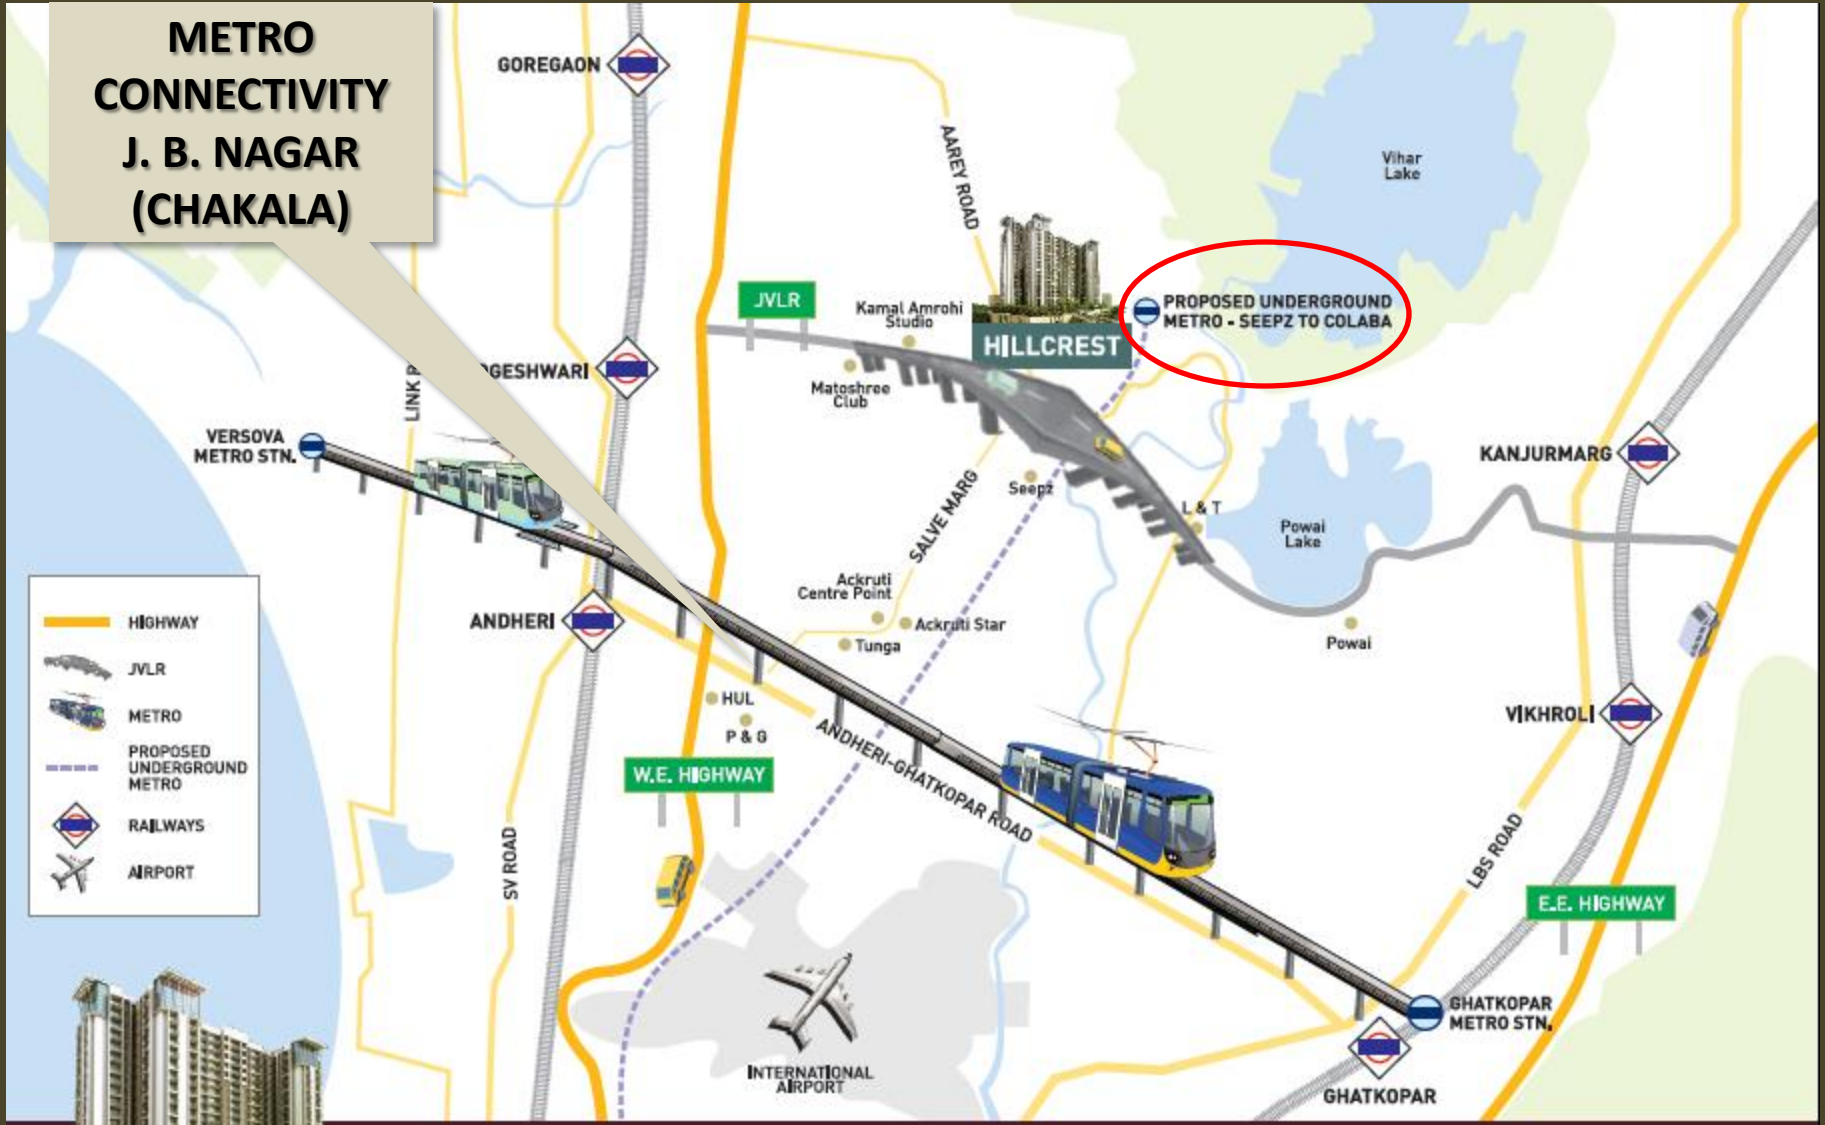 METRO
CONNECTIVITY
J. B. NAGAR
(CHAKALA)
GOREGAON
AAREY ROAD
Vihar
Lake
JVLR
Kamal Amrohi
Studio
HILLCREST
PROPOSED UNDERGROUND
METRO - SEEPZ TO COLABA
OGESHWARI
Matoshree
Club
LINK
VERSOVA
METRO STN.
KANJURMARG
Seepz
L & T
SALVE MARG
Powai
Lake
Ackruti
Centre Point
ANDHERI
Ackruti Star
Tunga
Powai
HIGHWAY
JVLR
METRO
PROPOSED
UNDERGROUND
METRO
RAILWAYS
AIRPORT
HUL
P & G
W.E. HIGHWAY
ANDHERI-GHATKOPAR ROAD
VIKHROLI
SV ROAD
LBS ROAD
E.E. HIGHWAY
GHATKOPAR
METRO STN.
INTERNATIONAL
AIRPORT
GHATKOPAR